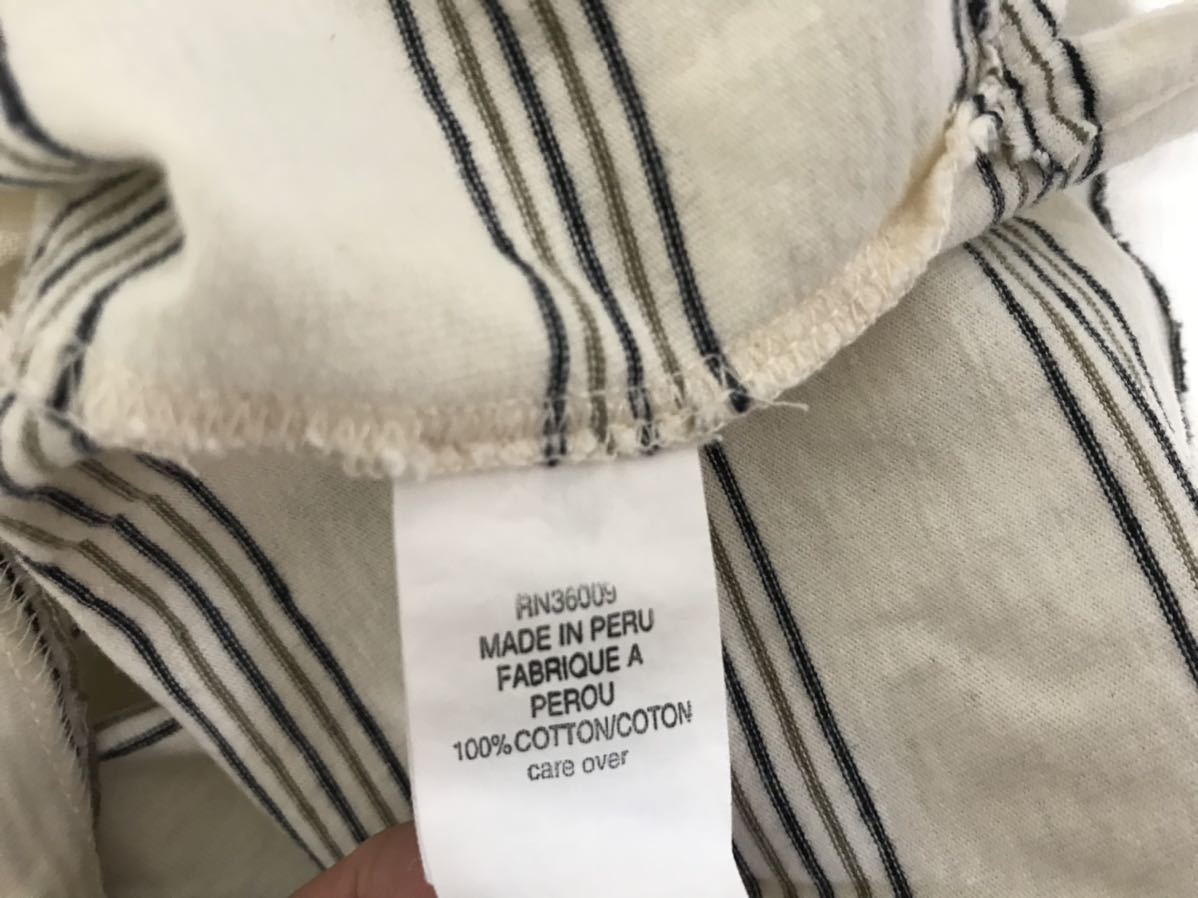 RN36009
MADE IN PERU
FABRIQUE A
PEROU
100% COTTON/COTON
care over